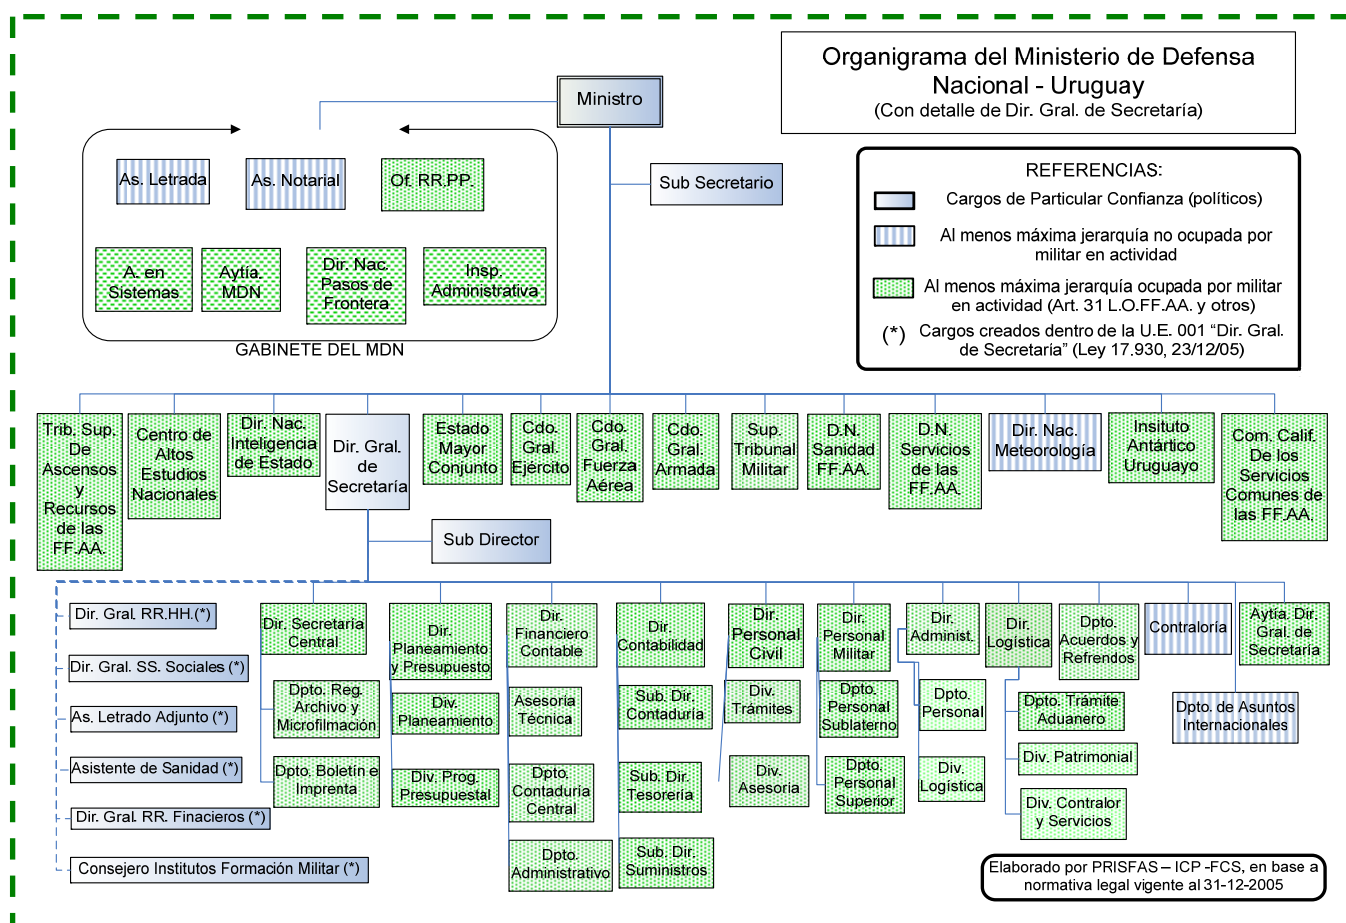 Organigrama del Ministerio de Defensa
Nacional - Uruguay
(Con detalle de Dir. Gral. de Secretaría)
Ministro
Sub Secretario
As. Letrada
As. Notarial
Of. RR.PP.
A. en
Sistemas
Aytía.
MDN
Dir. Nac.
Pasos de
Frontera
Insp.
Administrativa
GABINETE DEL MDN
REFERENCIAS:
Cargos de Particular Confianza (políticos)
Al menos máxima jerarquía no ocupada por
militar en actividad
Al menos máxima jerarquía ocupada por militar
en actividad (Art. 31 L.O.FF.AA. y otros)
(*) Cargos creados dentro de la U.E. 001 “Dir. Gral.
de Secretaría” (Ley 17.930, 23/12/05)
Trib. Sup.
De
Ascensos
y
Recursos
de las
FF.AA.
Centro de
Altos
Estudios
Nacionales
Dir. Nac.
Inteligencia
de Estado
Dir. Gral.
de
Secretaría
Estado
Mayor
Conjunto
Cdo.
Gral.
Ejército
Cdo.
Gral.
Fuerza
Aérea
Cdo.
Gral.
Armada
Sup.
Tribunal
Militar
D.N.
Sanidad
FF.AA.
D.N.
Servicios
de las
FF.AA.
Dir. Nac.
Meteorología
Insituto
Antártico
Uruguayo
Com. Calif.
De los
Servicios
Comunes de
las FF.AA.
Sub Director
Dir. Gral. RR.HH.(*)
Dir. Gral. SS. Sociales (*)
As. Letrado Adjunto (*)
Asistente de Sanidad (*)
Dir. Gral. RR. Finacieros (*)
Consejero Institutos Formación Militar (*)
Dir. Secretaría
Central
Dpto. Reg.
Archivo y
Microfilmación
Dpto. Boletín e
Imprenta
Dir.
Planeamiento
y Presupuesto
Div.
Planeamiento
Div. Prog.
Presupuestal
Dir.
Financiero
Contable
Asesoria
Técnica
Dpto.
Contaduría
Central
Dpto.
Administrativo
Dir.
Contabilidad
Sub. Dir.
Contaduría
Sub. Dir.
Tesorería
Sub. Dir.
Suministros
Dir.
Personal
Civil
Div.
Trámites
Div.
Asesoria
Dir.
Personal
Militar
Dpto.
Personal
Sublaterno
Dpto.
Personal
Superior
Dir.
Administ.
Dpto.
Personal
Div.
Logística
Dir.
Logística
Dpto. Trámite
Aduanero
Div. Patrimonial
Div. Contralor
y Servicios
Dpto.
Acuerdos y
Refrendos
Contraloría
Dpto. de Asuntos
Internacionales
Aytía. Dir.
Gral. de
Secretaría
Elaborado por PRISFAS – ICP -FCS, en base a
normativa legal vigente al 31-12-2005